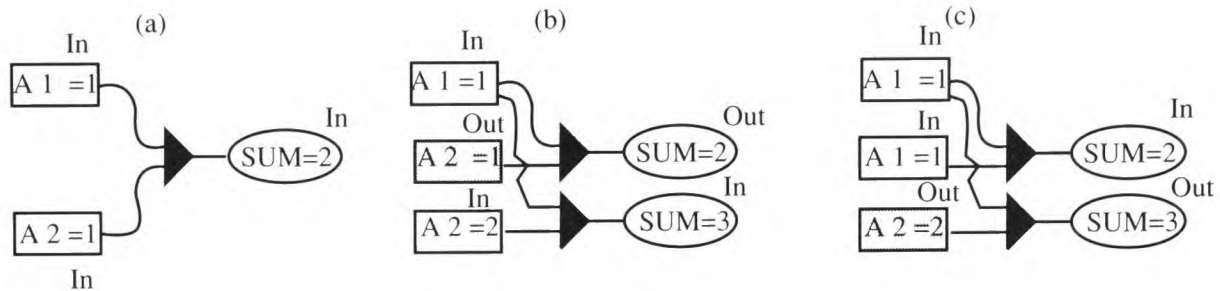 (a)
In
A 1 =1
In
SUM=2
A 2 =1
In
(b)
In
A 1 =1
Out
Out
A 2 =1
SUM=2
In
In
A 2 =2
SUM=3
(c)
In
A 1 =1
In
In
A 1 =1
SUM=2
Out
Out
A 2 =2
SUM=3